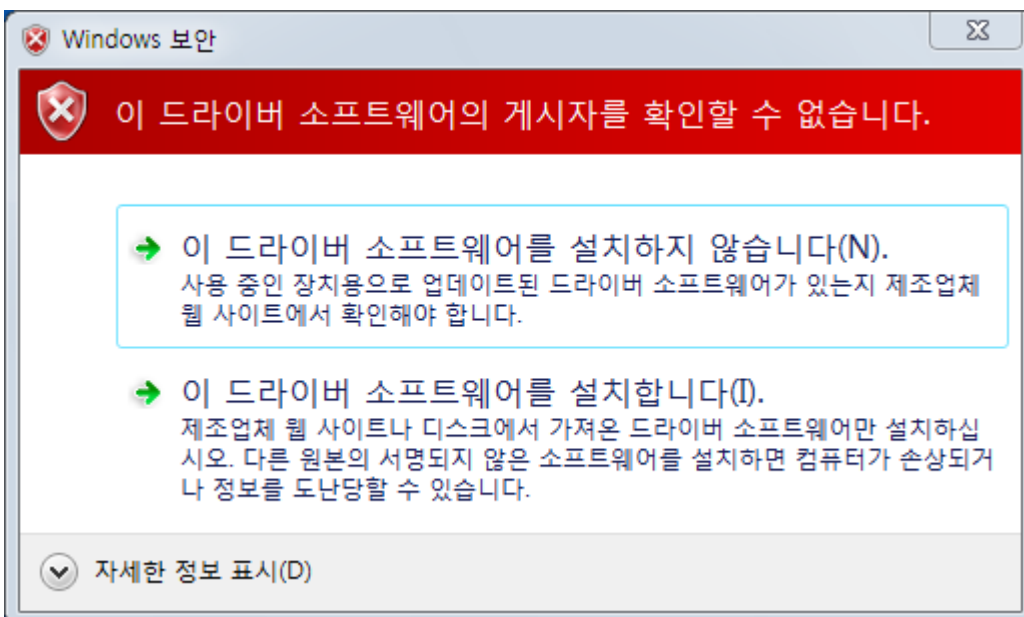 Windows 보안
이 드라이버 소프트웨어의 게시자를 확인할 수 없습니다.
이 드라이버 소프트웨어를 설치하지 않습니다(N).
사용 중인 장치용으로 업데이트된 드라이버 소프트웨어가 있는지 제조업체
웹 사이트에서 확인해야 합니다.
이 드라이버 소프트웨어를 설치합니다(I).
제조업체 웹 사이트나 디스크에서 가져온 드라이버 소프트웨어만 설치하십
시오. 다른 원본의 서명되지 않은 소프트웨어를 설치하면 컴퓨터가 손상되거
나 정보를 도난당할 수 있습니다.
자세한 정보 표시(D)